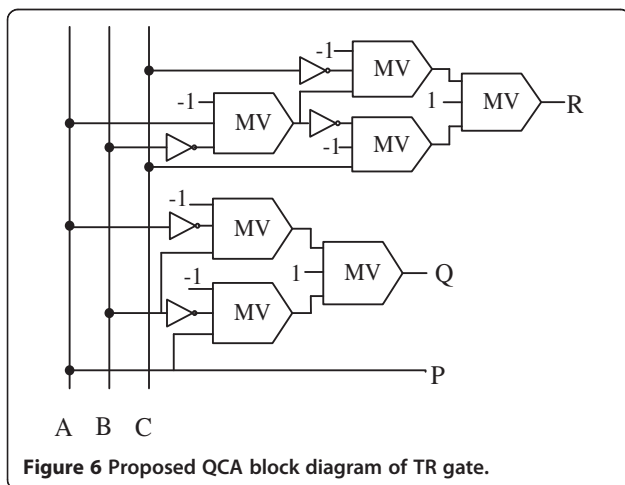 -1
MV
-1
MV
MV
1
R
MV
-1
-1
MV
MV
1
Q
-1
MV
P
A B C
Figure 6 Proposed QCA block diagram of TR gate.